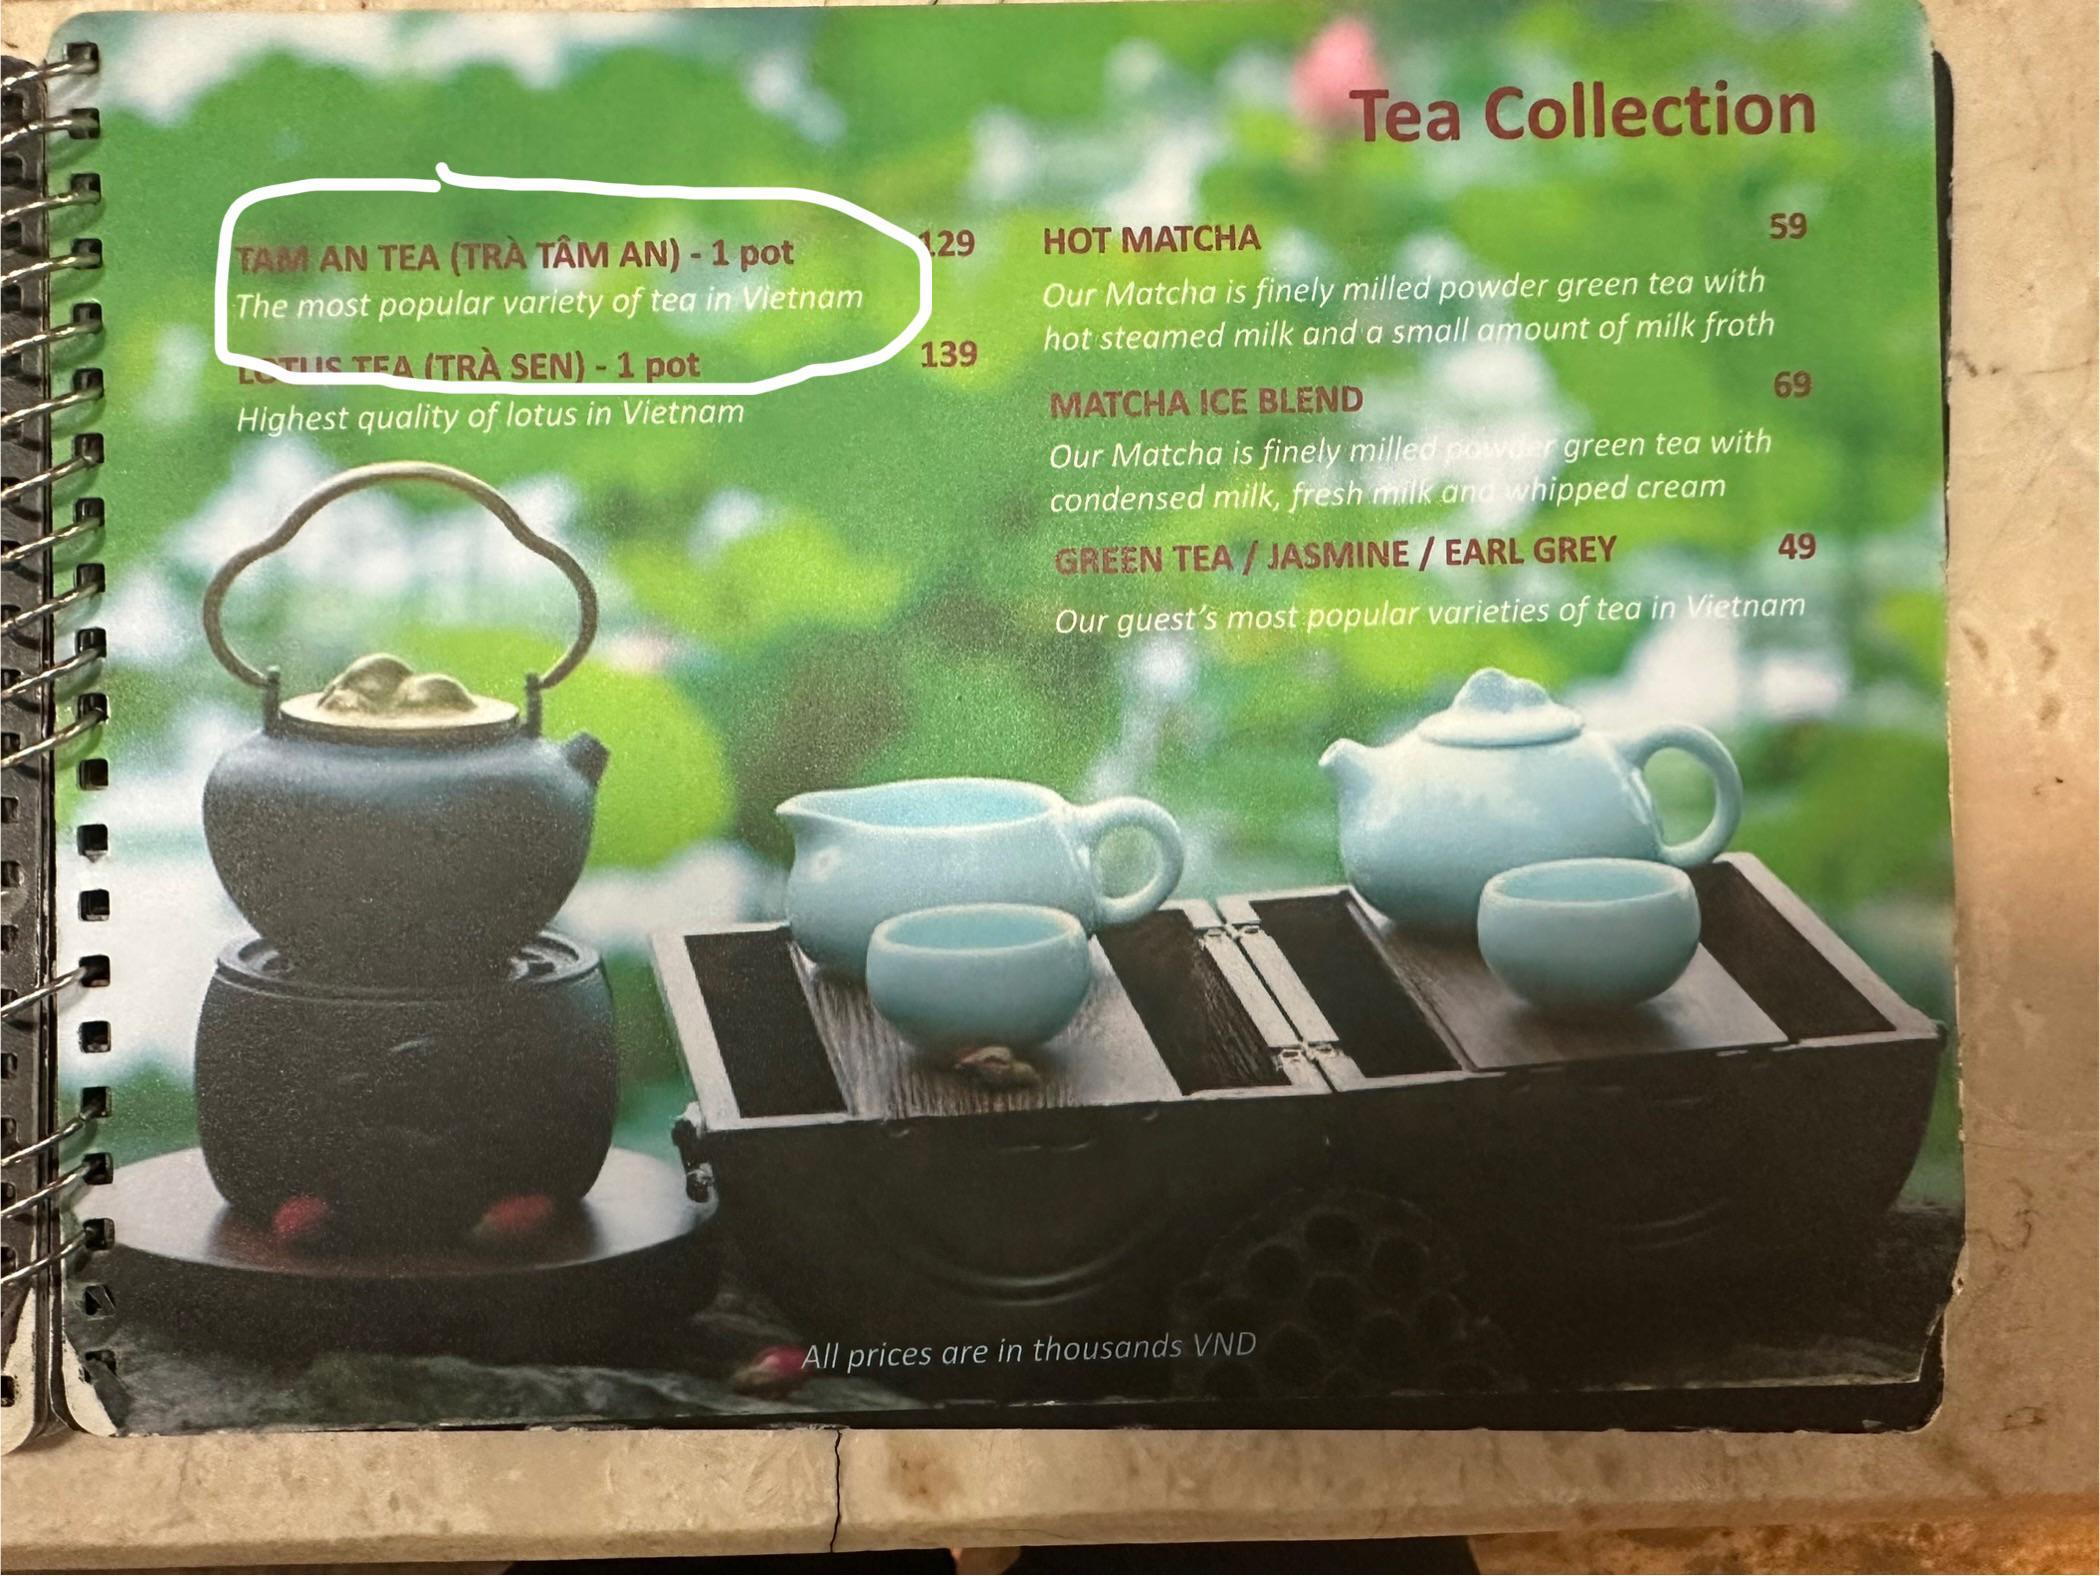 Tea Collection
TAM AN TEA (TRÀ TÂM AN) - 1 pot 129
The most popular variety of tea in Vietnam
LOTUS TEA (TRÀ SEN) - 1 pot 139
Highest quality of lotus in Vietnam
HOT MATCHA 59
Our Matcha is finely milled powder green tea with
hot steamed milk and a small amount of milk froth
MATCHA ICE BLEND 69
Our Matcha is finely milled powder green tea with
condensed milk, fresh milk and whipped cream
GREEN TEA / JASMINE / EARL GREY 49
Our guest's most popular varieties of tea in Vietnam
All prices are in thousands VND